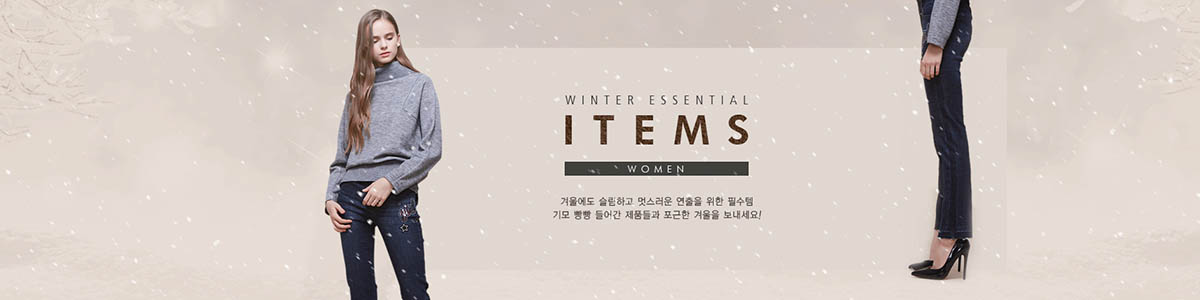 WINTER ESSENTIAL
ITEMS
WOMEN
겨울에도 슬림하고 멋스러운 연출을 위한 필수템
기모 빵빵 들어간 제품들과 포근한 겨울을 보내세요!